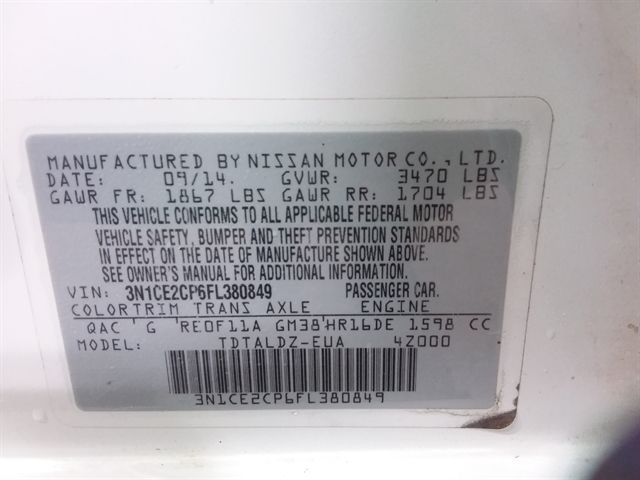 MANUFACTURED BY NISSAN MOTOR CO., LTD.
DATE: 09/14. GVWR: 3470 LBS
GAWR FR: 1867 LBS GAWR RR: 1704 LBS
THIS VEHICLE CONFORMS TO ALL APPLICABLE FEDERAL MOTOR
VEHICLE SAFETY, BUMPER AND THEFT PREVENTION STANDARDS
IN EFFECT ON THE DATE OF MANUFACTURE SHOWN ABOVE.
SEE OWNER'S MANUAL FOR ADDITIONAL INFORMATION.
VIN: 3N1CE2CP6FL380849 PASSENGER CAR.
COLOR TRIM TRANS AXLE ENGINE
QAC G RE0F11A GM38 HR16DE 1598 CC
MODEL: TDTALDZ-EUA 4Z000
3N1CE2CP6FL380849